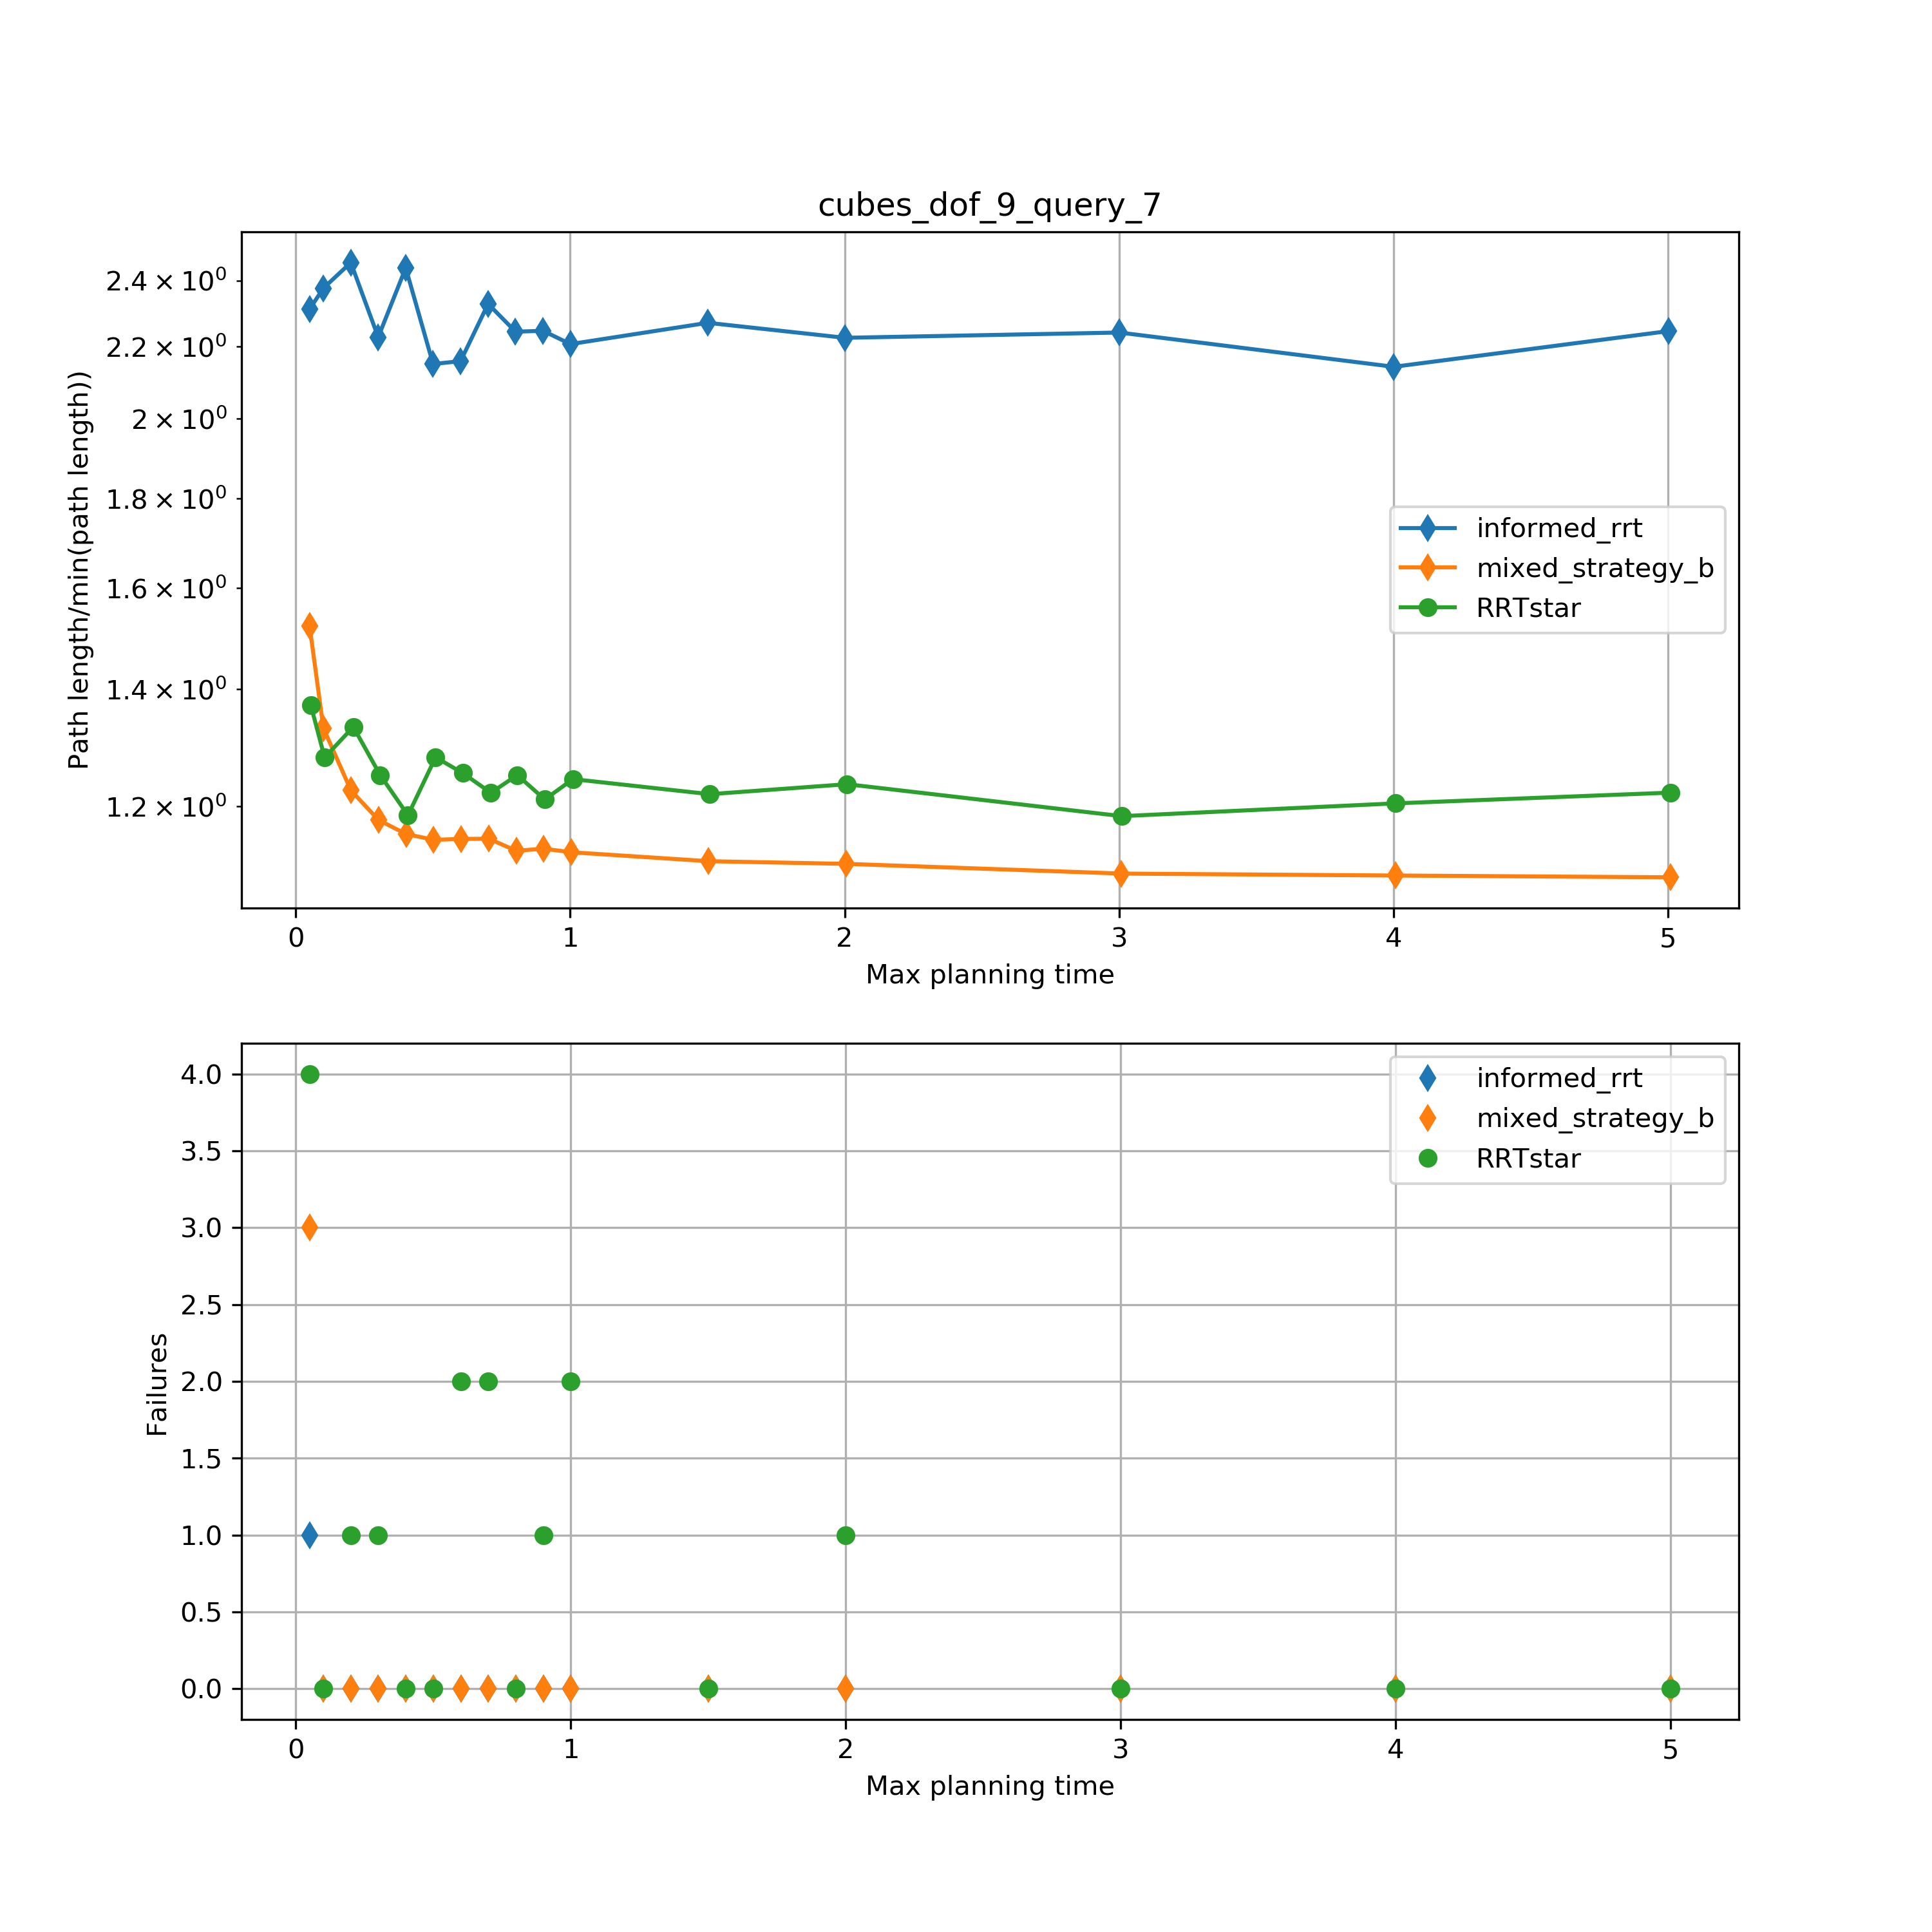 cubes_dof_9_query_7
Path length/min(path length))
2.4 × 10⁰
2.2 × 10⁰
2 × 10⁰
1.8 × 10⁰
1.6 × 10⁰
1.4 × 10⁰
1.2 × 10⁰
informed_rrt
mixed_strategy_b
RRTstar
0 1 2 3 4 5
Max planning time
Failures
4.0
3.5
3.0
2.5
2.0
1.5
1.0
0.5
0.0
informed_rrt
mixed_strategy_b
RRTstar
0 1 2 3 4 5
Max planning time